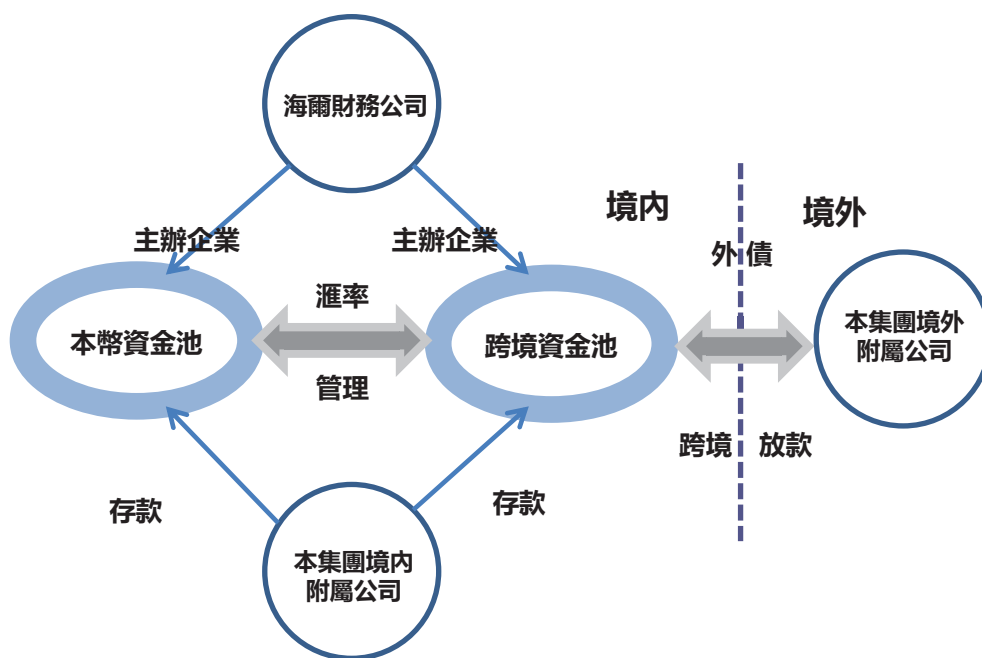 海爾財務公司
境内
境外
主辦企業
主辦企業
外債
滙率
本幣資金池
跨境資金池
本集團境外
附屬公司
管理
跨境
放款
存款
存款
本集團境内
附屬公司